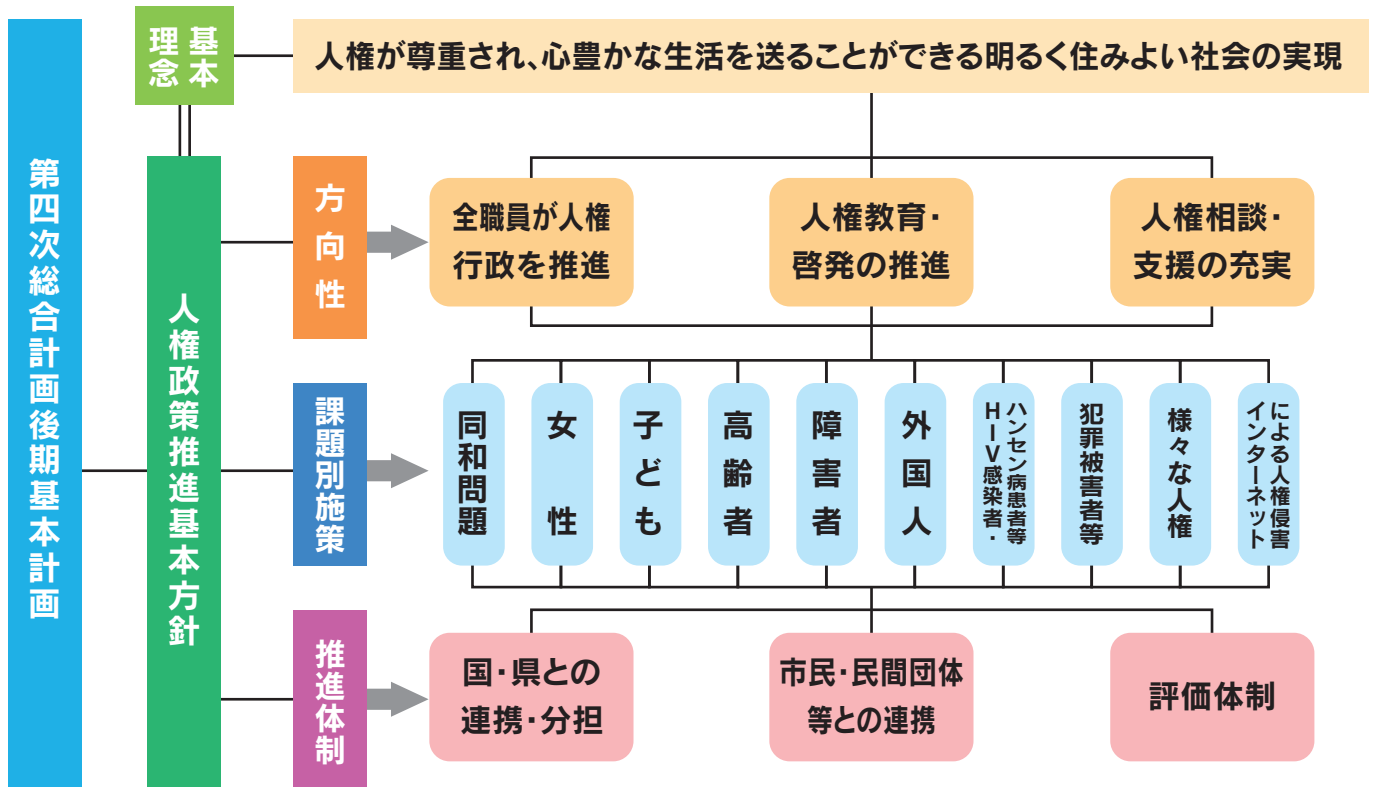 第四次総合計画後期基本計画
基本
理念
人権が尊重され、心豊かな生活を送ることができる明るく住みよい社会の実現
人権政策推進基本方針
方向性
全職員が人権
行政を推進
人権教育・
啓発の推進
人権相談・
支援の充実
課題別施策
同和問題
女性
子ども
高齢者
障害者
外国人
ハンセン病患者等
HIV感染者・
犯罪被害者等
様々な人権
による人権侵害
インターネット
推進体制
国・県との
連携・分担
市民・民間団体
等との連携
評価体制